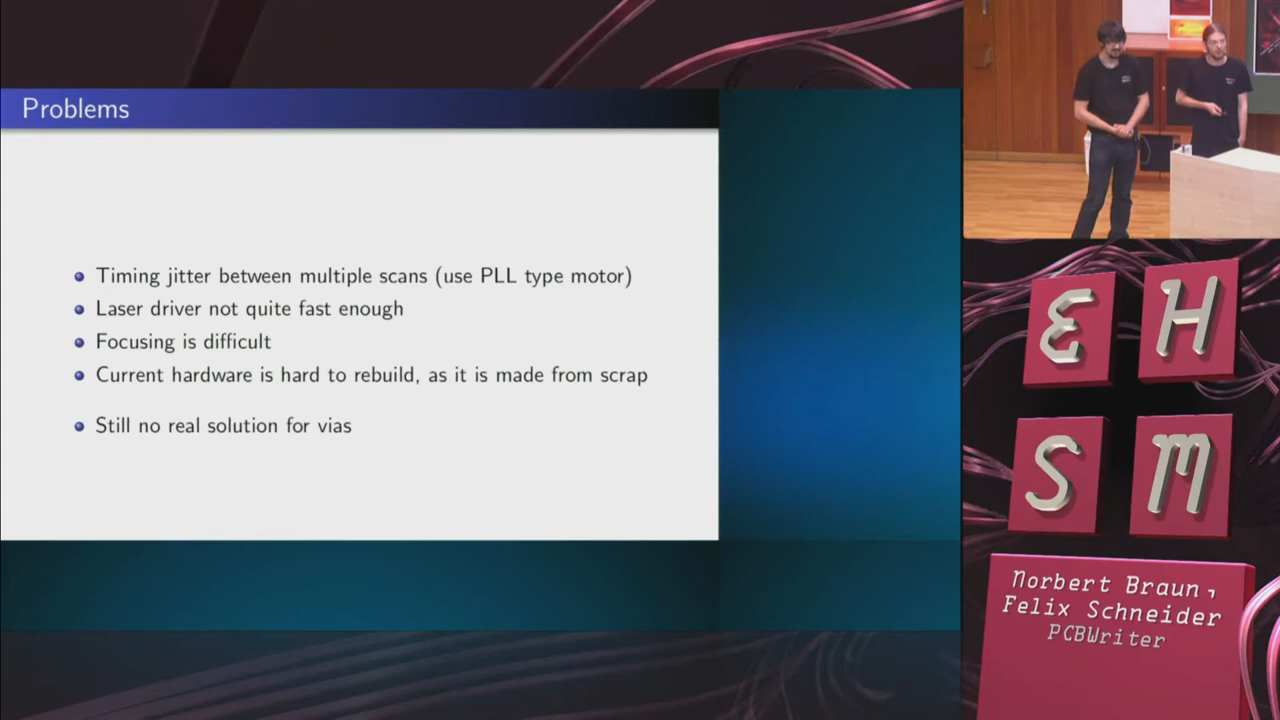 Problems
Timing jitter between multiple scans (use PLL type motor)
Laser driver not quite fast enough
Focusing is difficult
Current hardware is hard to rebuild, as it is made from scrap
Still no real solution for vias
E H
S M
Norbert Braun,
Felix Schneider
PCBWriter